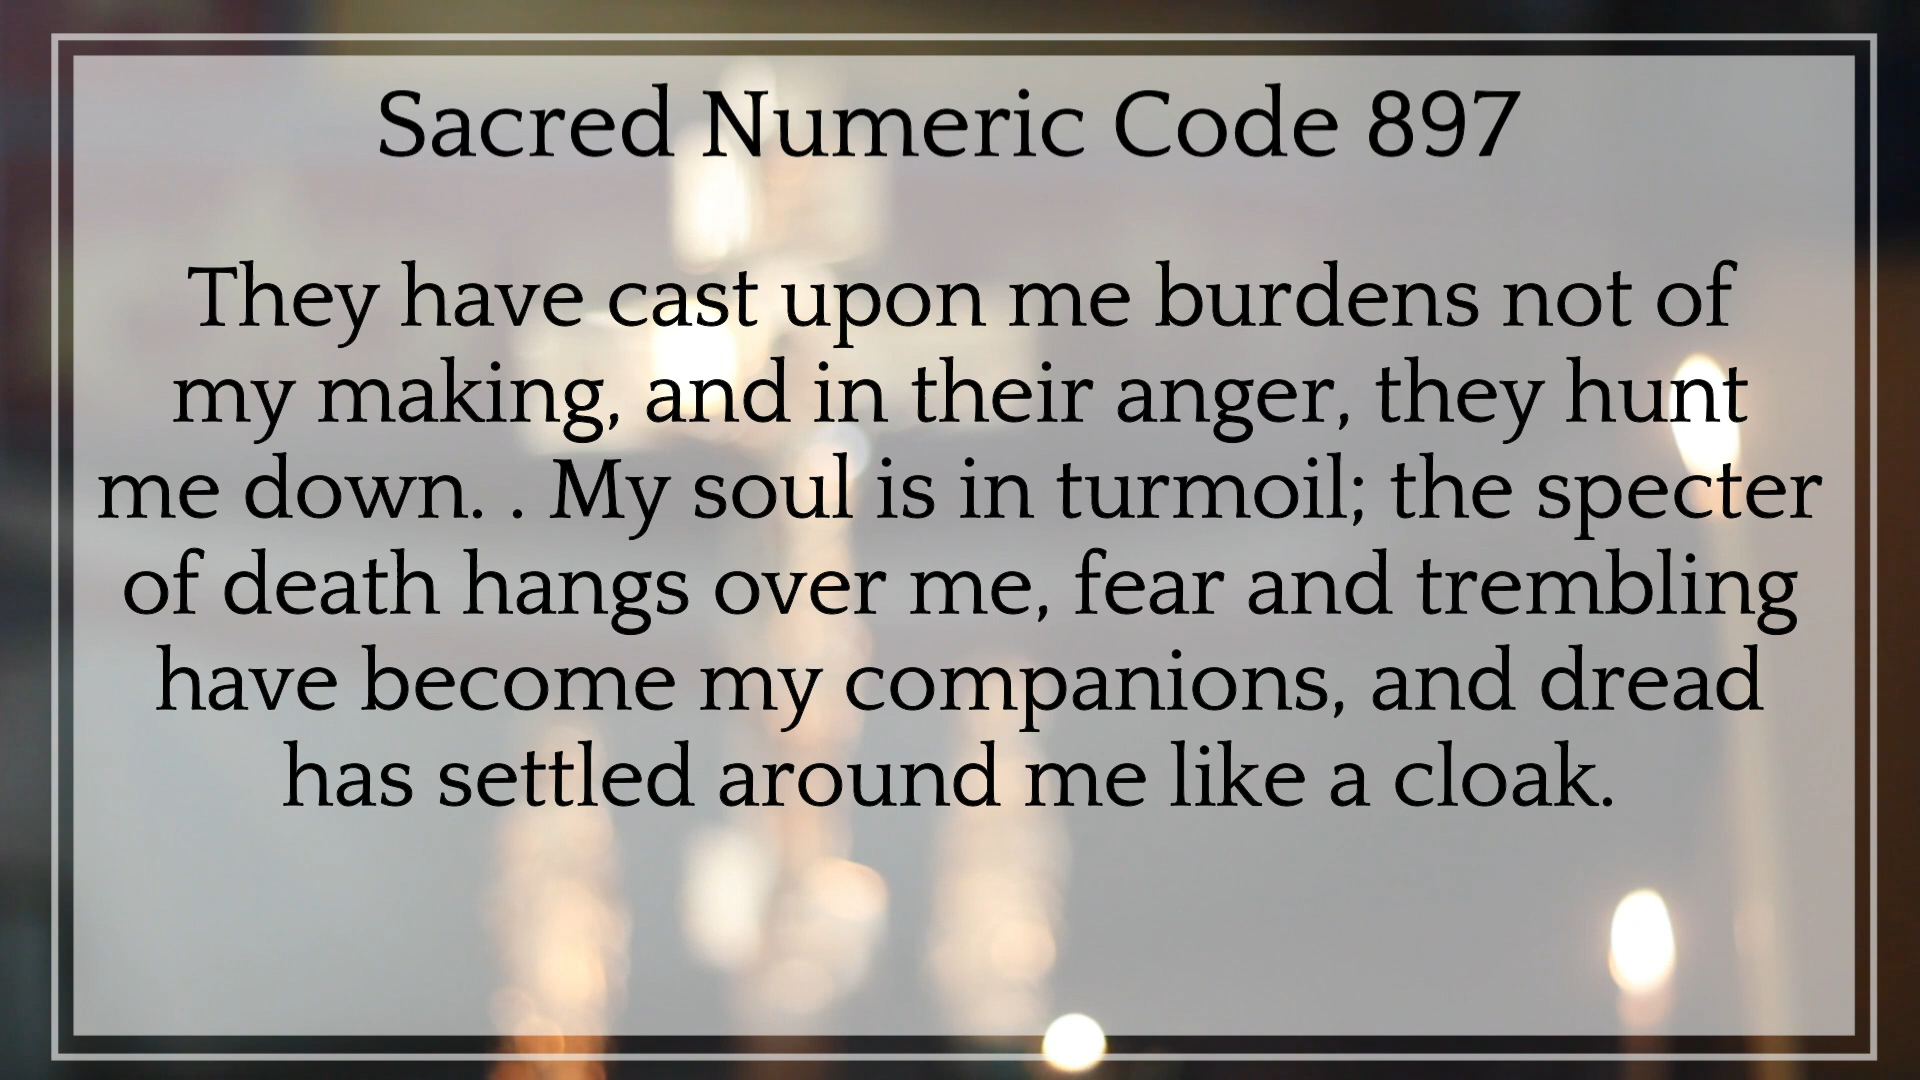 Sacred Numeric Code 897
They have cast upon me burdens not of
my making, and in their anger, they hunt
me down. . My soul is in turmoil; the specter
of death hangs over me, fear and trembling
have become my companions, and dread
has settled around me like a cloak.